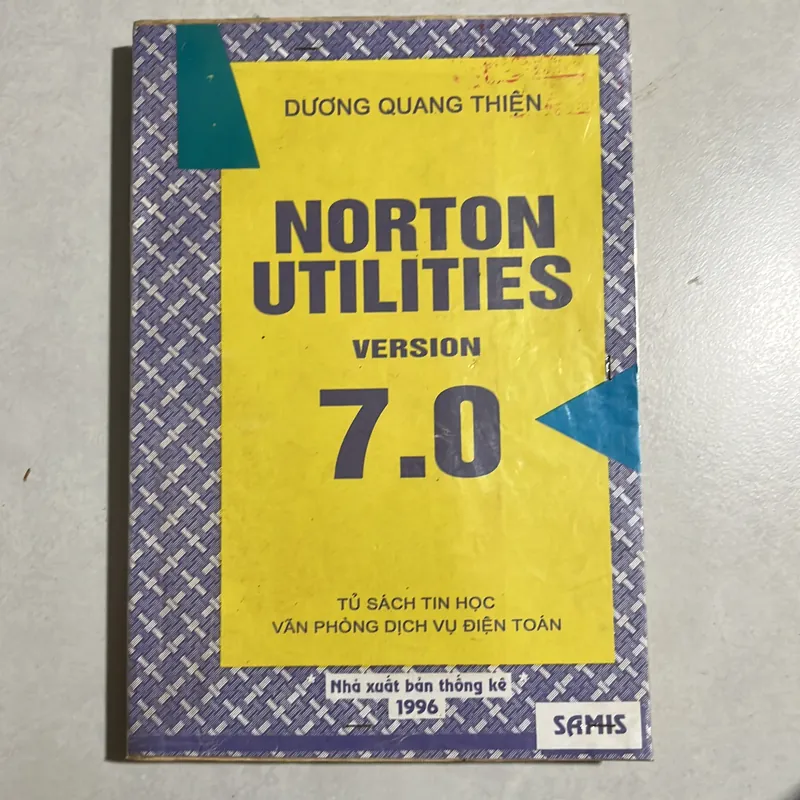 DƯƠNG QUANG THIỆN
NORTON
UTILITIES
VERSION
7.0
TỦ SÁCH TIN HỌC
VĂN PHÒNG DỊCH VỤ ĐIỆN TOÁN
Nhà xuất bản thống kê
1996
SAMIS